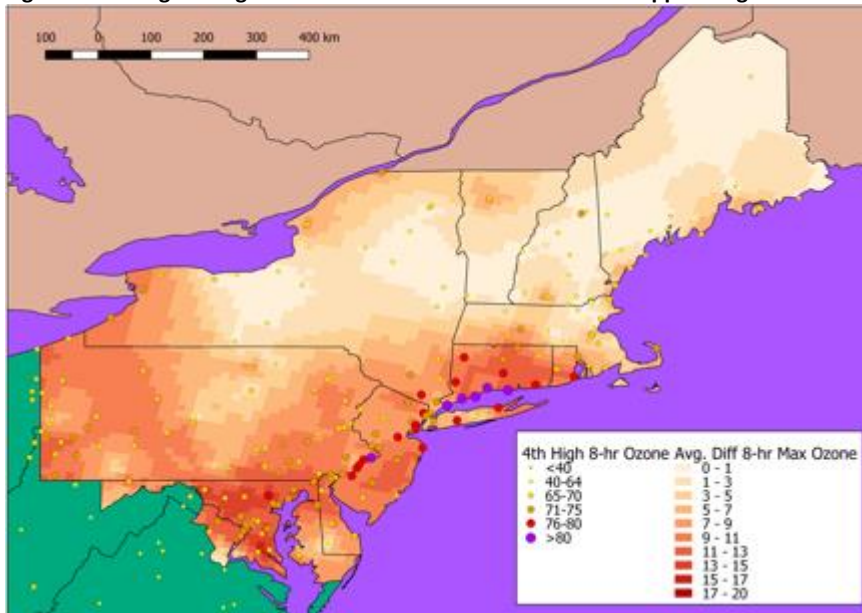 100 0 100 200 300 400 km
4th High 8-hr Ozone Avg. Diff 8-hr Max Ozone
<40 0 - 1
40-64 1 - 3
65-70 3 - 5
71-75 5 - 7
76-80 7 - 9
>80 9 - 11
11 - 13
13 - 15
15 - 17
17 - 20